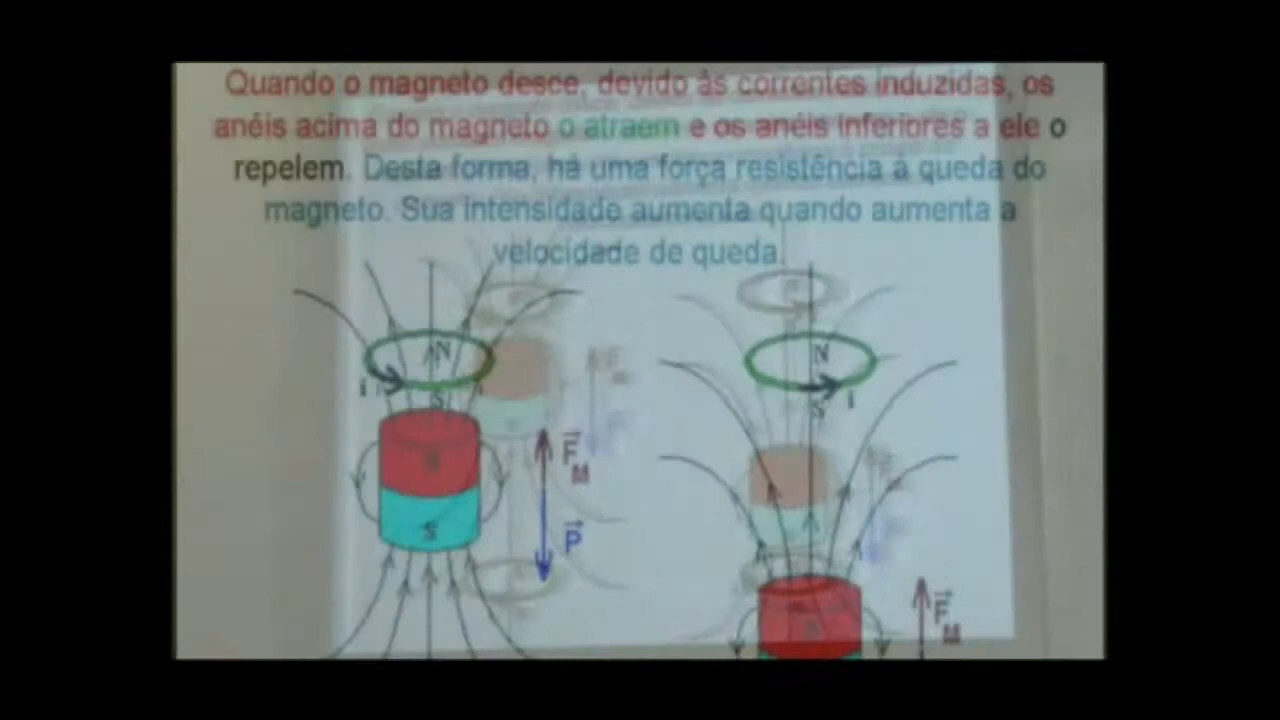 Quando o magneto desce, devido às correntes induzidas, os
anéis acima do magneto o atraem e os anéis inferiores a ele o
repelem. Desta forma, há uma força resistência à queda do
magneto. Sua intensidade aumenta quando aumenta a
velocidade de queda.
N N
i S S i
F M
P
S
F M